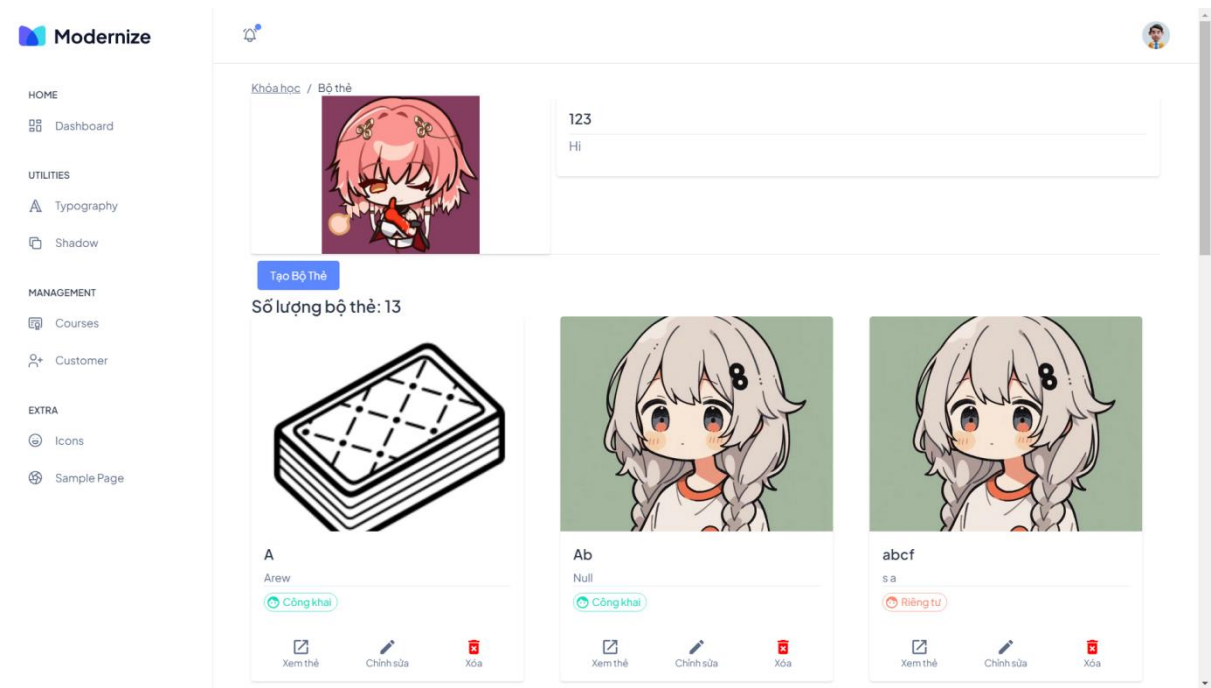 Modernize
HOME
Dashboard
UTILITIES
Typography
Shadow
MANAGEMENT
Courses
Customer
EXTRA
Icons
Sample Page
Khóa học / Bộ thẻ
123
Hi
Tạo Bộ Thẻ
Số lượng bộ thẻ: 13
A
Arew
Công khai
Xem thẻ Chỉnh sửa Xóa
Ab
Null
Công khai
Xem thẻ Chỉnh sửa Xóa
abcf
s a
Riêng tư
Xem thẻ Chỉnh sửa Xóa